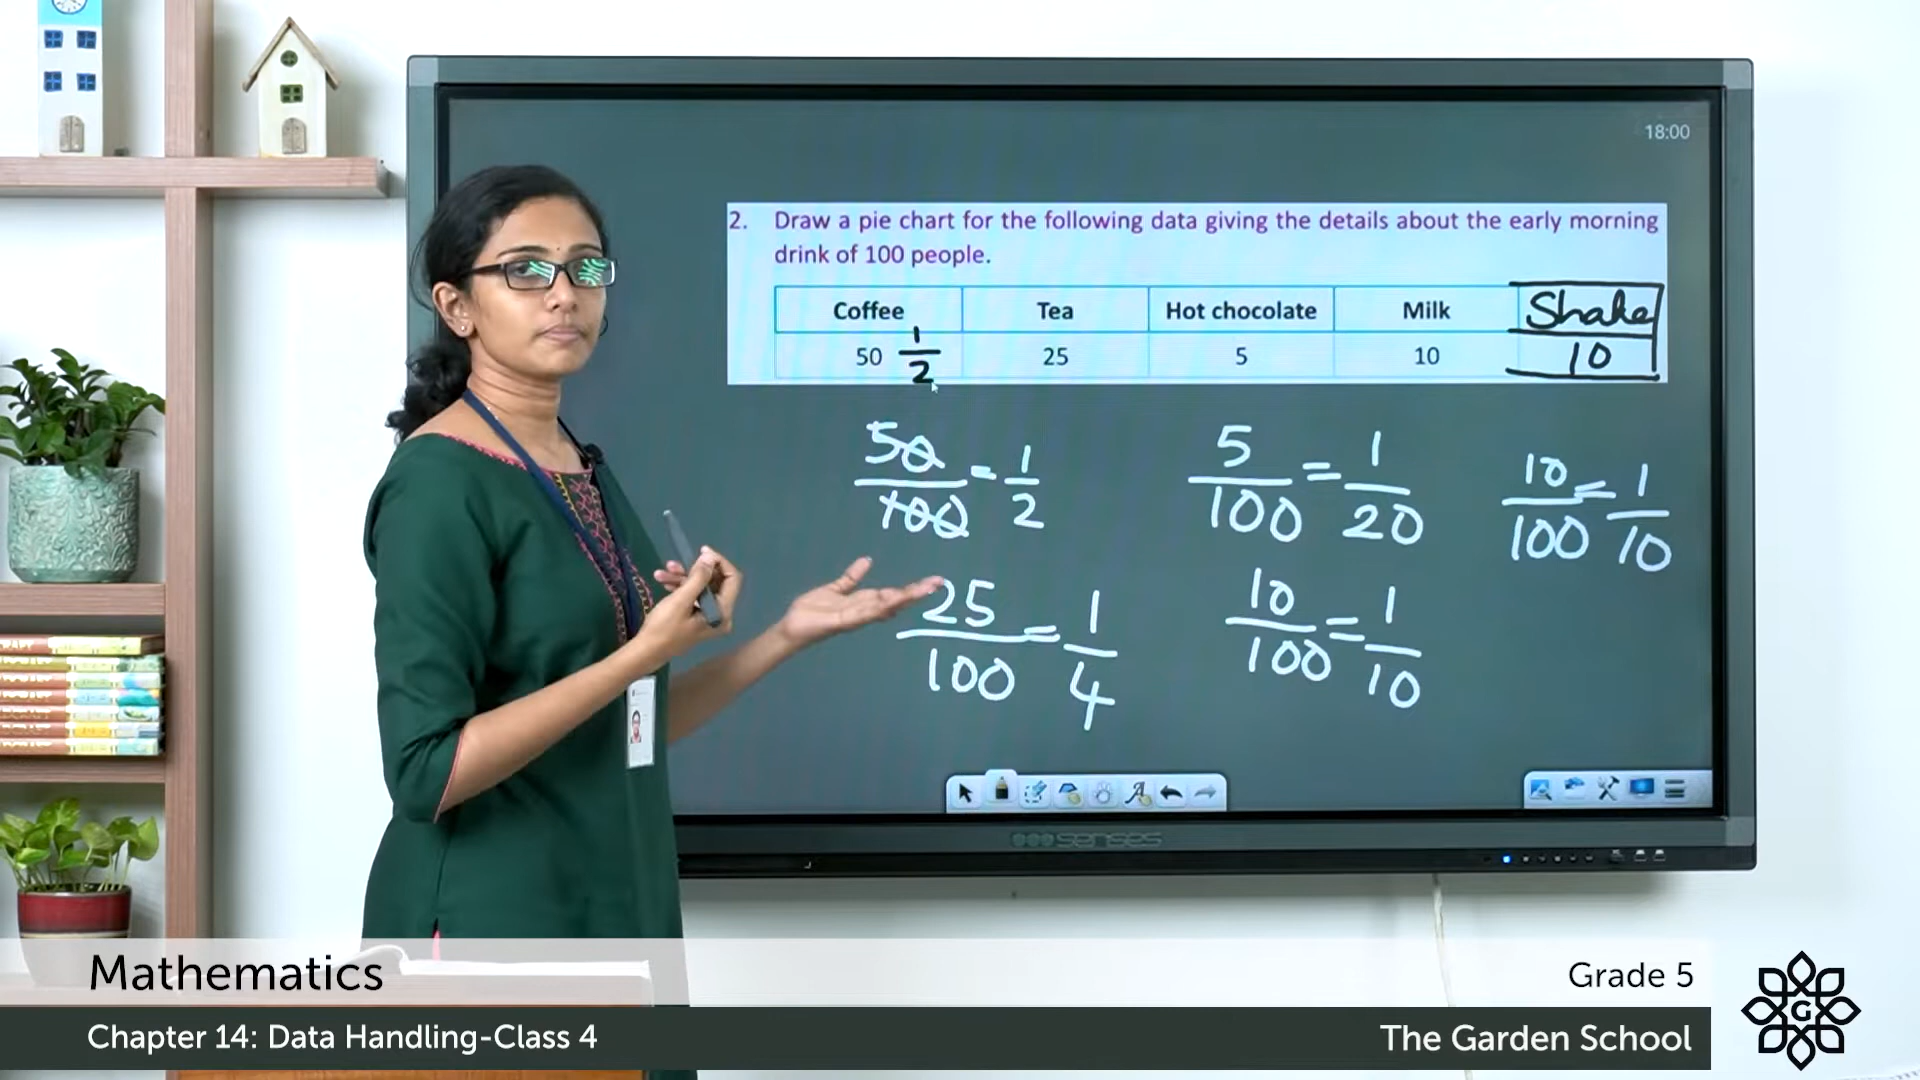 18:00
2. Draw a pie chart for the following data giving the details about the early morning
drink of 100 people.
Coffee Tea Hot chocolate Milk Shake
50 1/2 25 5 10 10
50/100 = 1/2
5/100 = 1/20
10/100 = 1/10
25/100 = 1/4
10/100 = 1/10
senses
Mathematics
Grade 5
Chapter 14: Data Handling-Class 4
The Garden School
G